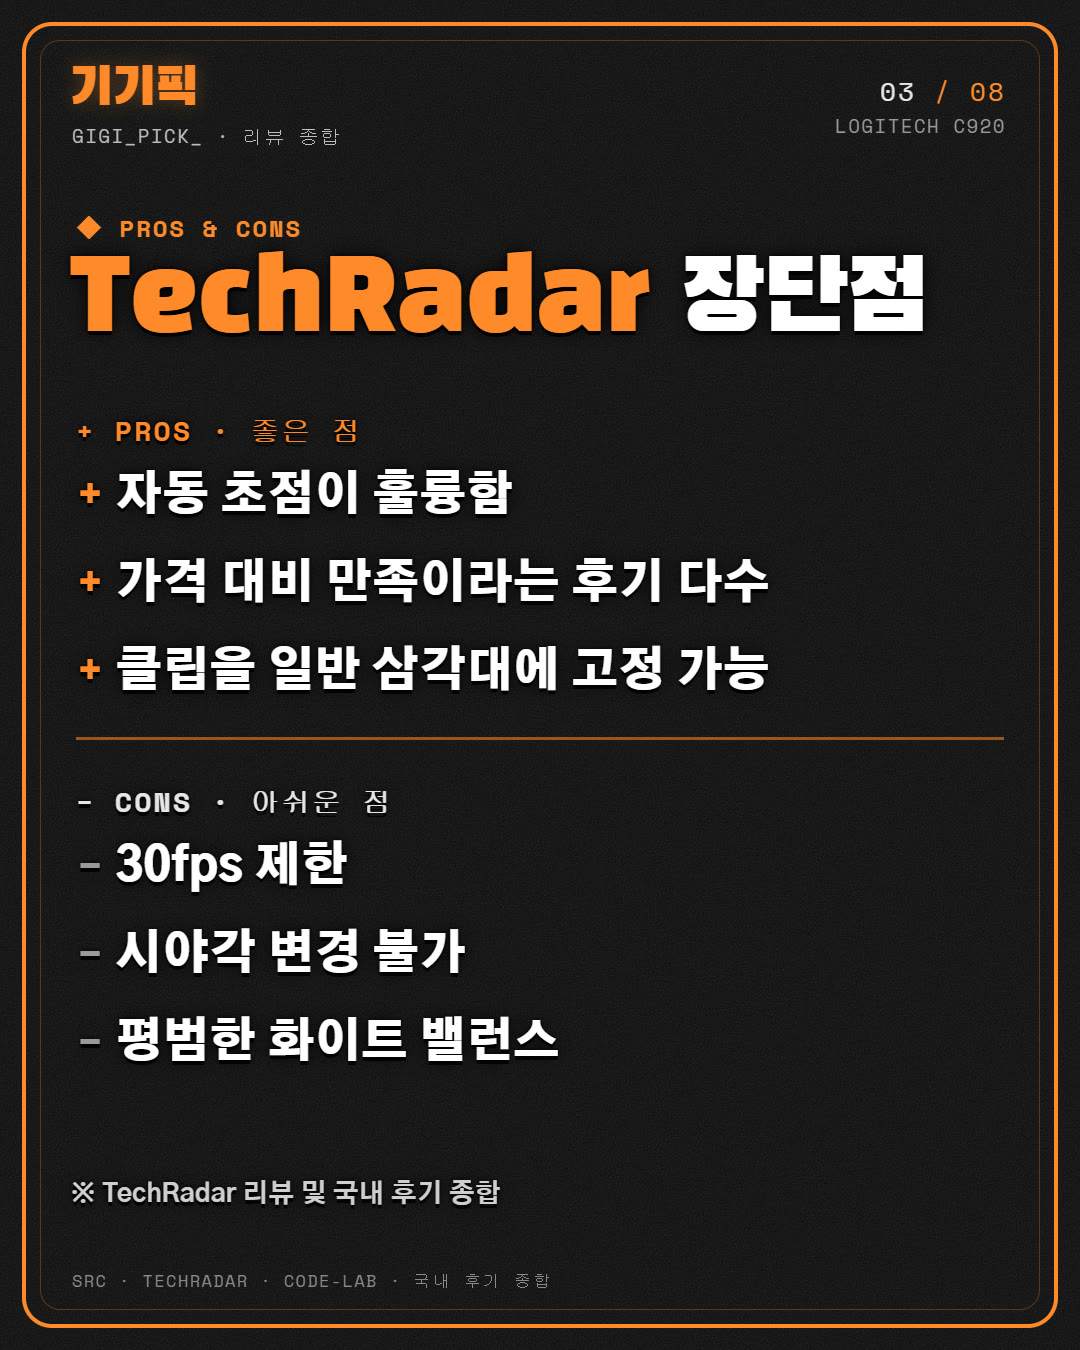 기기픽
GIGI_PICK_ · 리뷰 종합
03 / 08
LOGITECH C920
◆ PROS & CONS
TechRadar 장단점
+ PROS · 좋은 점
+ 자동 초점이 훌륭함
+ 가격 대비 만족이라는 후기 다수
+ 클립을 일반 삼각대에 고정 가능
- CONS · 아쉬운 점
- 30fps 제한
- 시야각 변경 불가
- 평범한 화이트 밸런스
※ TechRadar 리뷰 및 국내 후기 종합
SRC · TECHRADAR · CODE-LAB · 국내 후기 종합